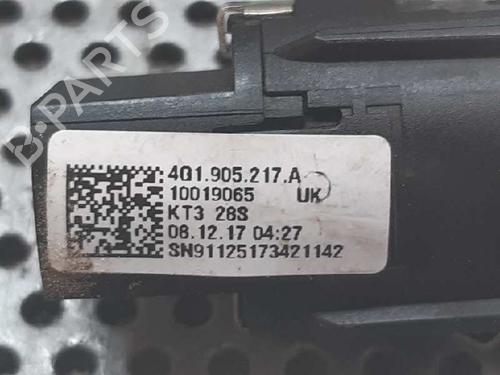 B-PARTS
4Q1.905.217.A
10019065 UK
KT3 28S
08.12.17 04:27
SN91125173421142